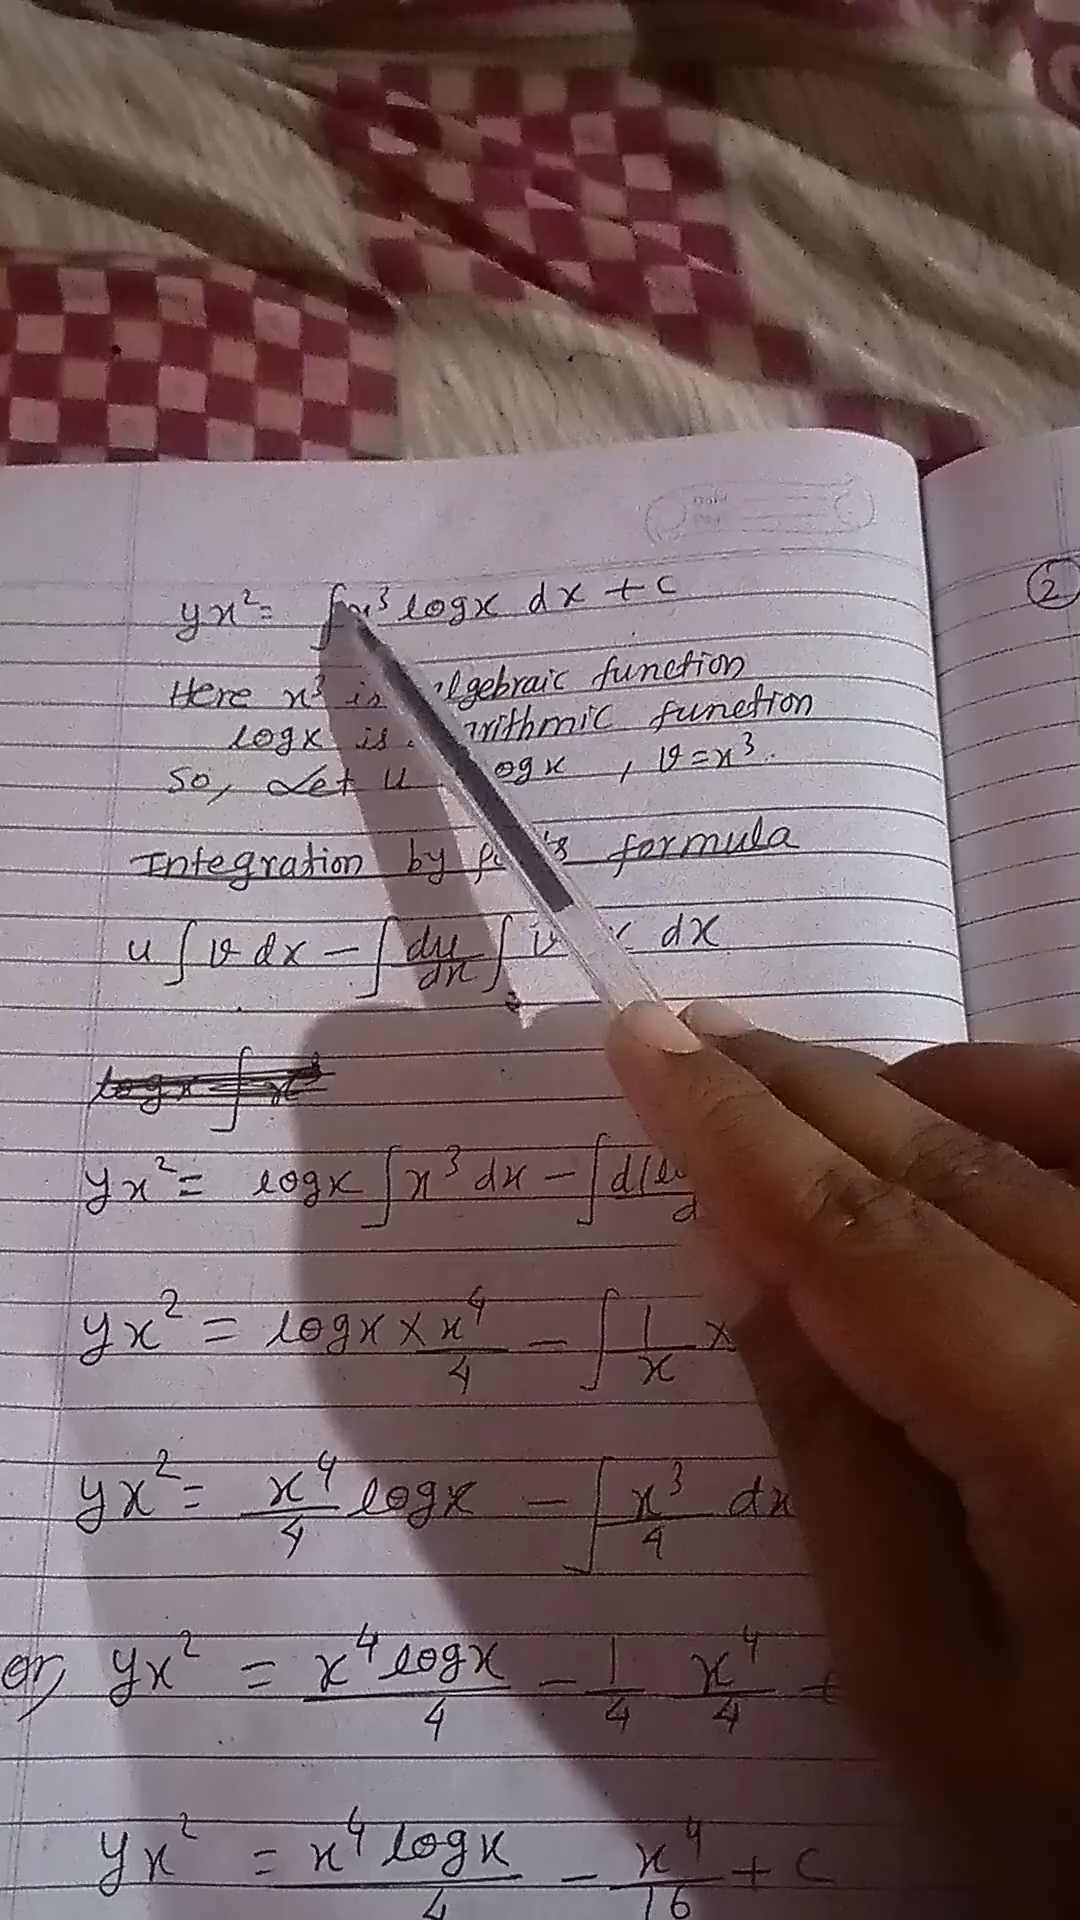 yx² = ∫x³ logx dx + c
②
Here x³ is algebraic function
logx is function
So, Let u , v = x³.
Integration by formula
u ∫ v dx − ∫ du/dx ∫ v dx
logx ∫ x³
yx² = logx ∫ x³ dx − ∫
yx² = logx × x⁴/4 − ∫ 1/x ×
yx² = x⁴/4 logx − ∫ x³/4 dx
or, yx² = x⁴ logx/4 − 1/4 x⁴/4 +
yx² = x⁴ logx/4 − x⁴/16 + c